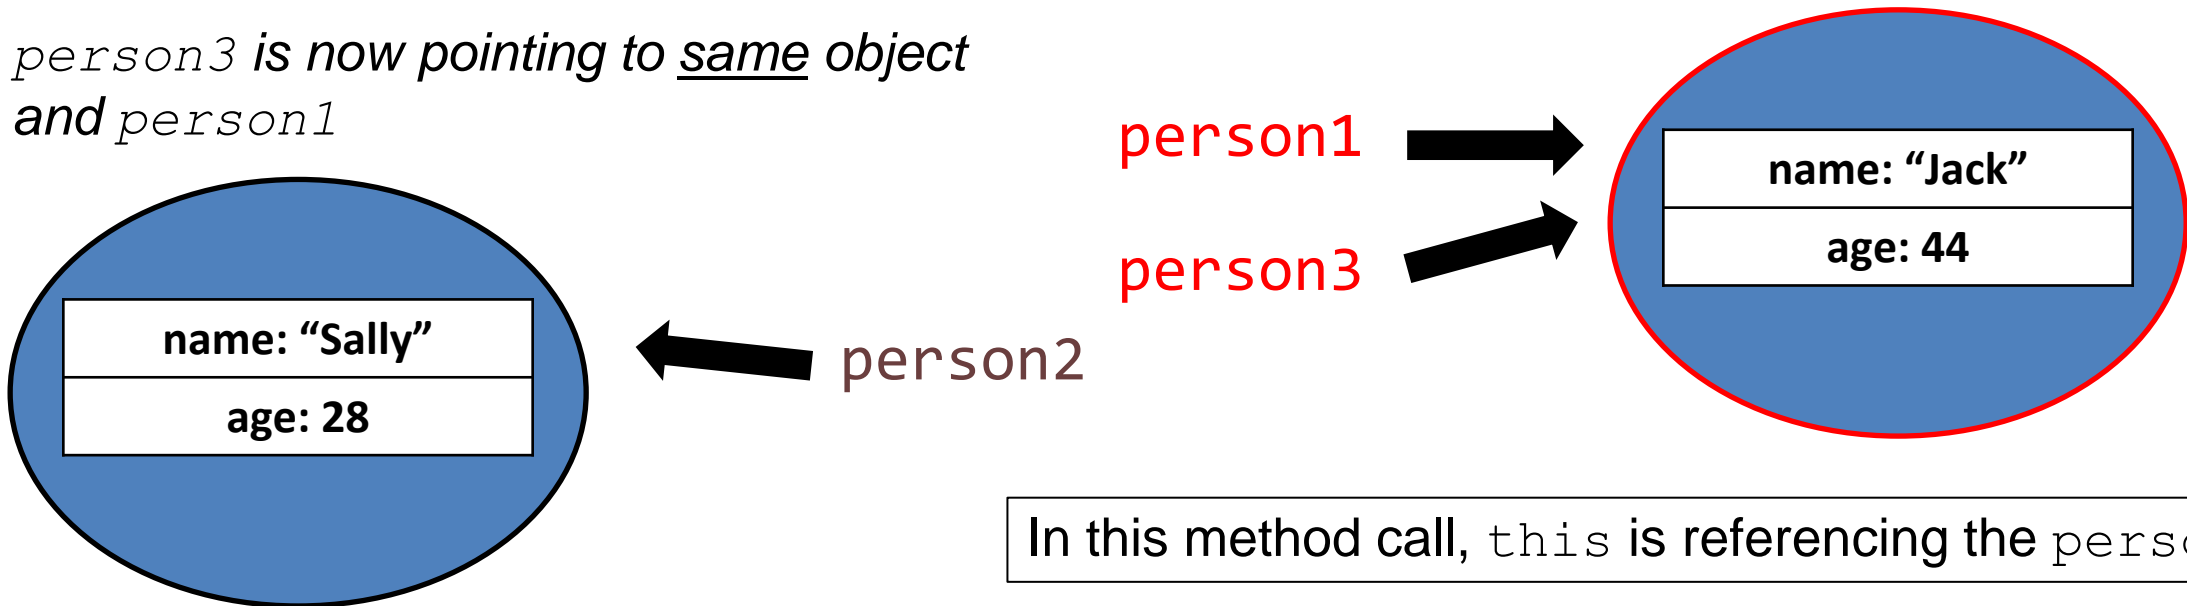 person3 is now pointing to same object
and person1
person1
name: “Jack”
person3
age: 44
name: “Sally”
person2
age: 28
In this method call, this is referencing the